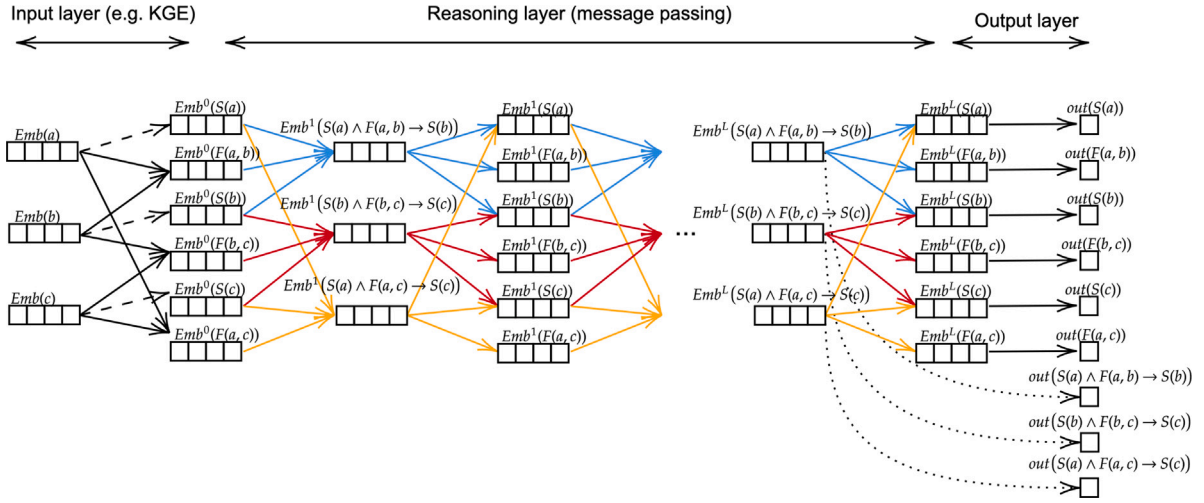 Input layer (e.g. KGE)
Reasoning layer (message passing)
Output layer
Emb(a)
Emb(b)
Emb(c)
Emb⁰(S(a))
Emb⁰(F(a, b))
Emb⁰(S(b))
Emb⁰(F(b, c))
Emb⁰(S(c))
Emb⁰(F(a, c))
Emb¹(S(a) ∧ F(a, b) → S(b))
Emb¹(S(b) ∧ F(b, c) → S(c))
Emb¹(S(a) ∧ F(a, c) → S(c))
Emb¹(S(a))
Emb¹(F(a, b))
Emb¹(S(b))
Emb¹(F(b, c))
Emb¹(S(c))
Emb¹(F(a, c))
...
Emb^L(S(a) ∧ F(a, b) → S(b))
Emb^L(S(b) ∧ F(b, c) → S(c))
Emb^L(S(a) ∧ F(a, c) → S(c))
Emb^L(S(a))
Emb^L(F(a, b))
Emb^L(S(b))
Emb^L(F(b, c))
Emb^L(S(c))
Emb^L(F(a, c))
out(S(a))
out(F(a, b))
out(S(b))
out(F(b, c))
out(S(c))
out(F(a, c))
out(S(a) ∧ F(a, b) → S(b))
out(S(b) ∧ F(b, c) → S(c))
out(S(a) ∧ F(a, c) → S(c))